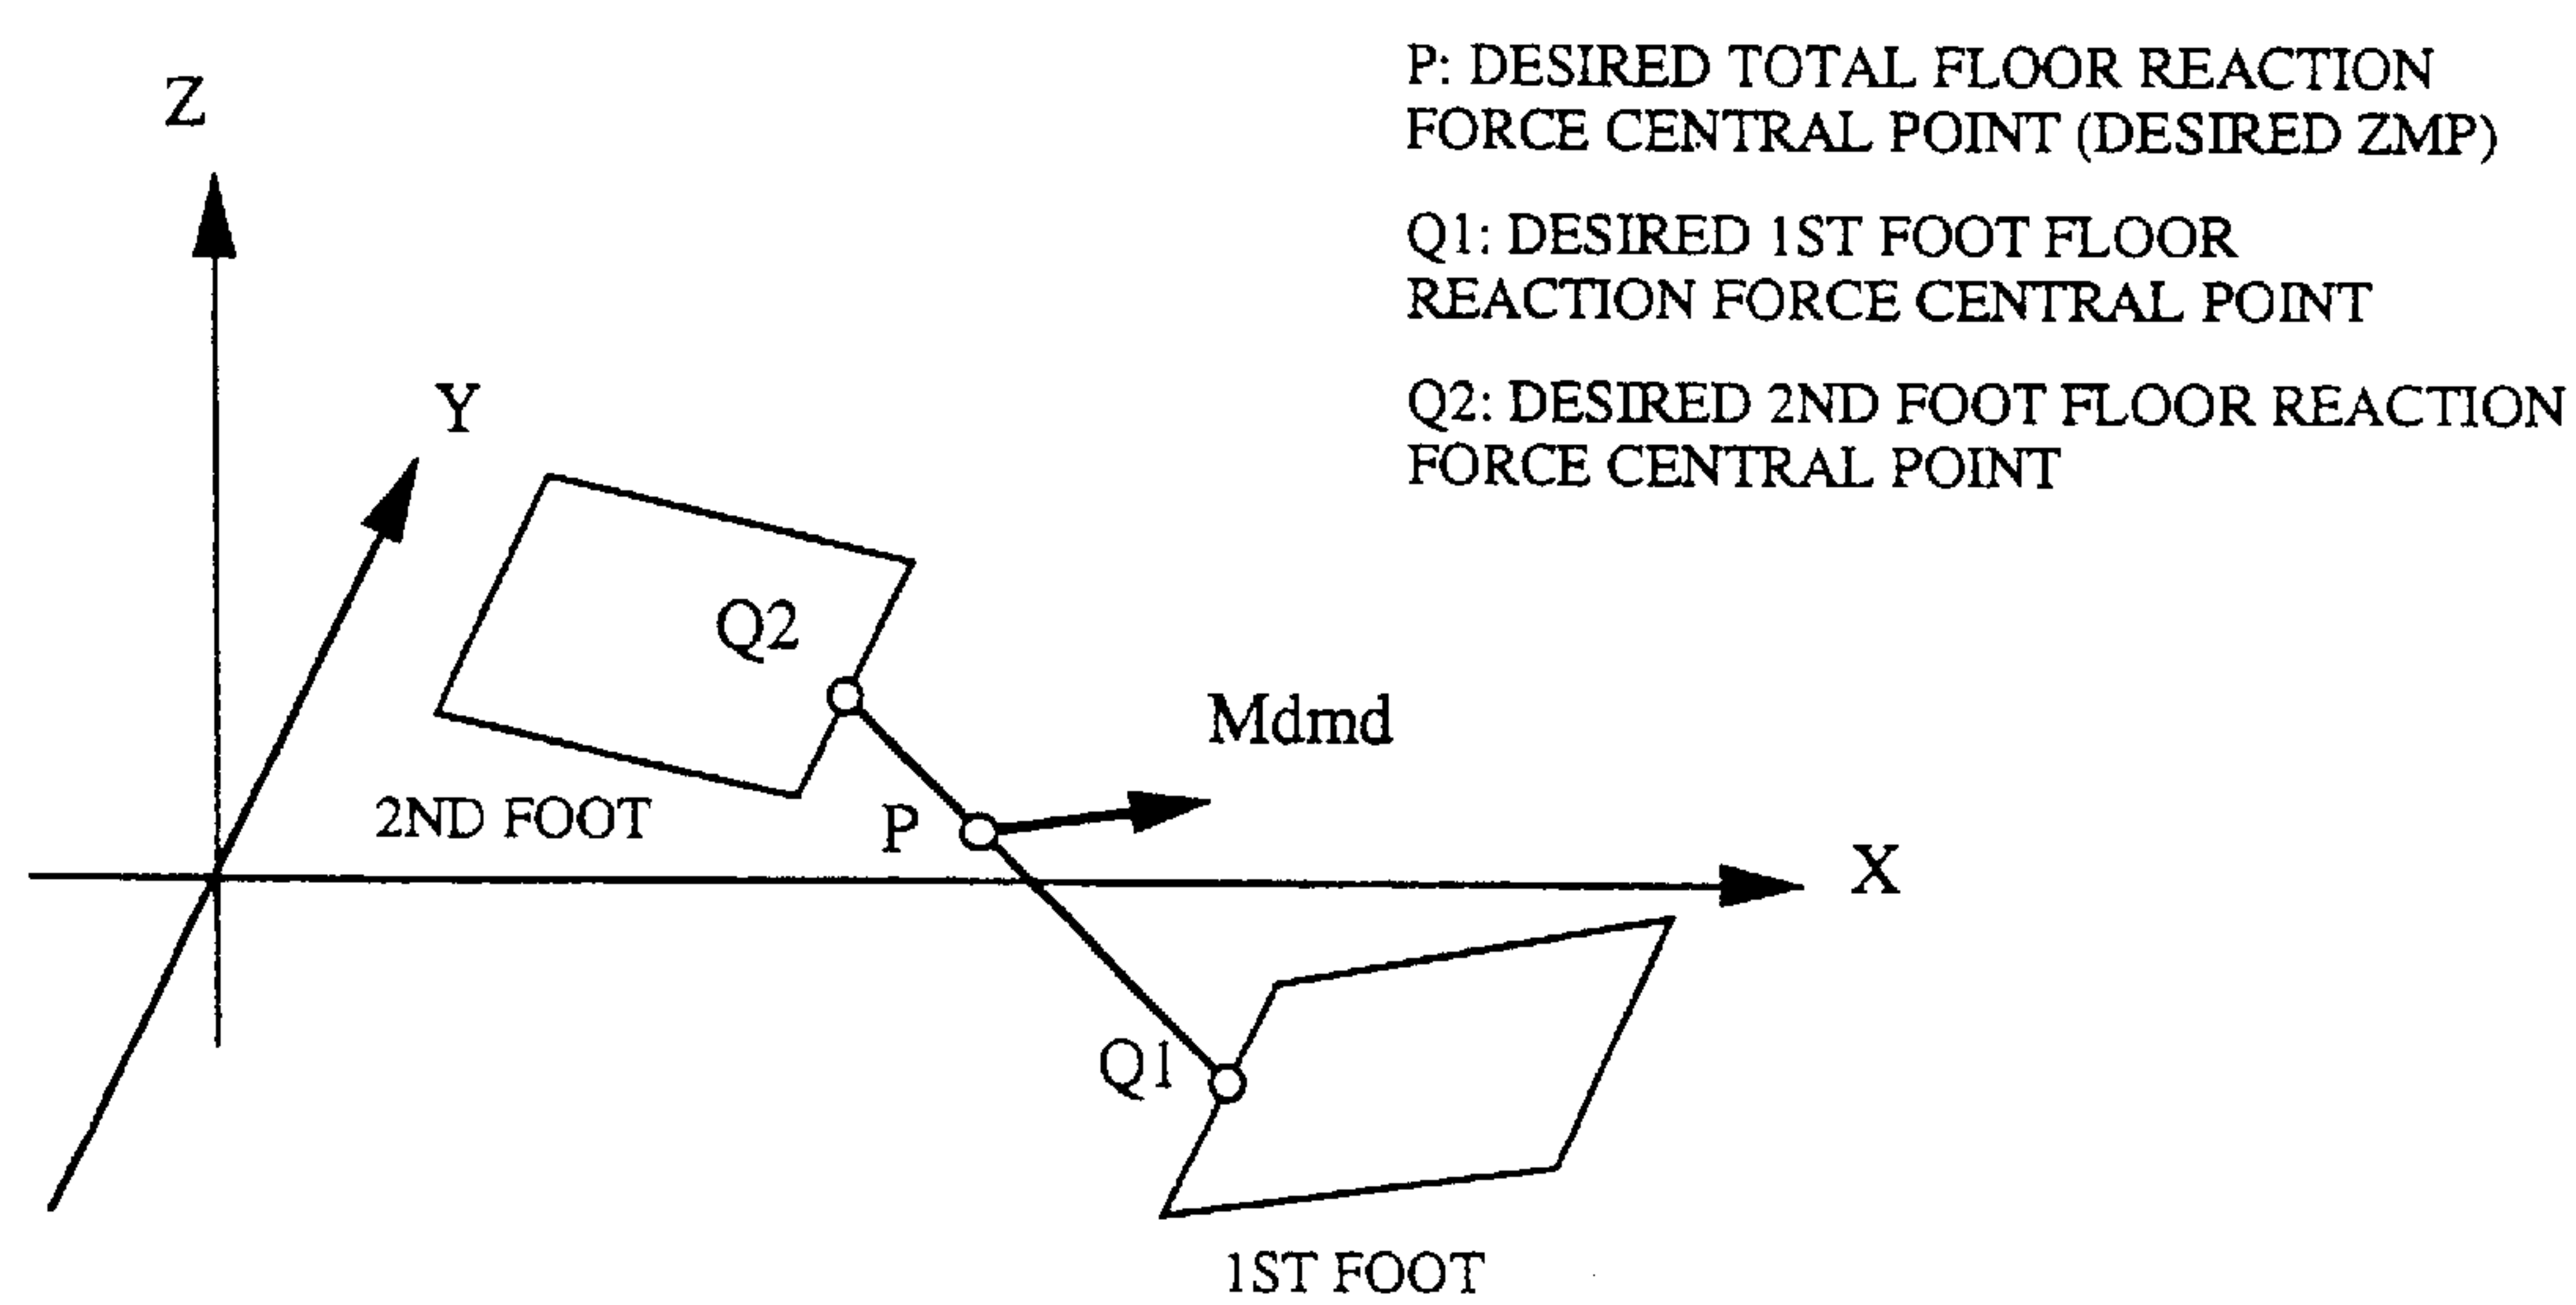 P: DESIRED TOTAL FLOOR REACTION
FORCE CENTRAL POINT (DESIRED ZMP)
Z
Q1: DESIRED 1ST FOOT FLOOR
REACTION FORCE CENTRAL POINT
Y
Q2: DESIRED 2ND FOOT FLOOR REACTION
FORCE CENTRAL POINT
Q2
Mdmd
2ND FOOT
P
X
Q1
1ST FOOT